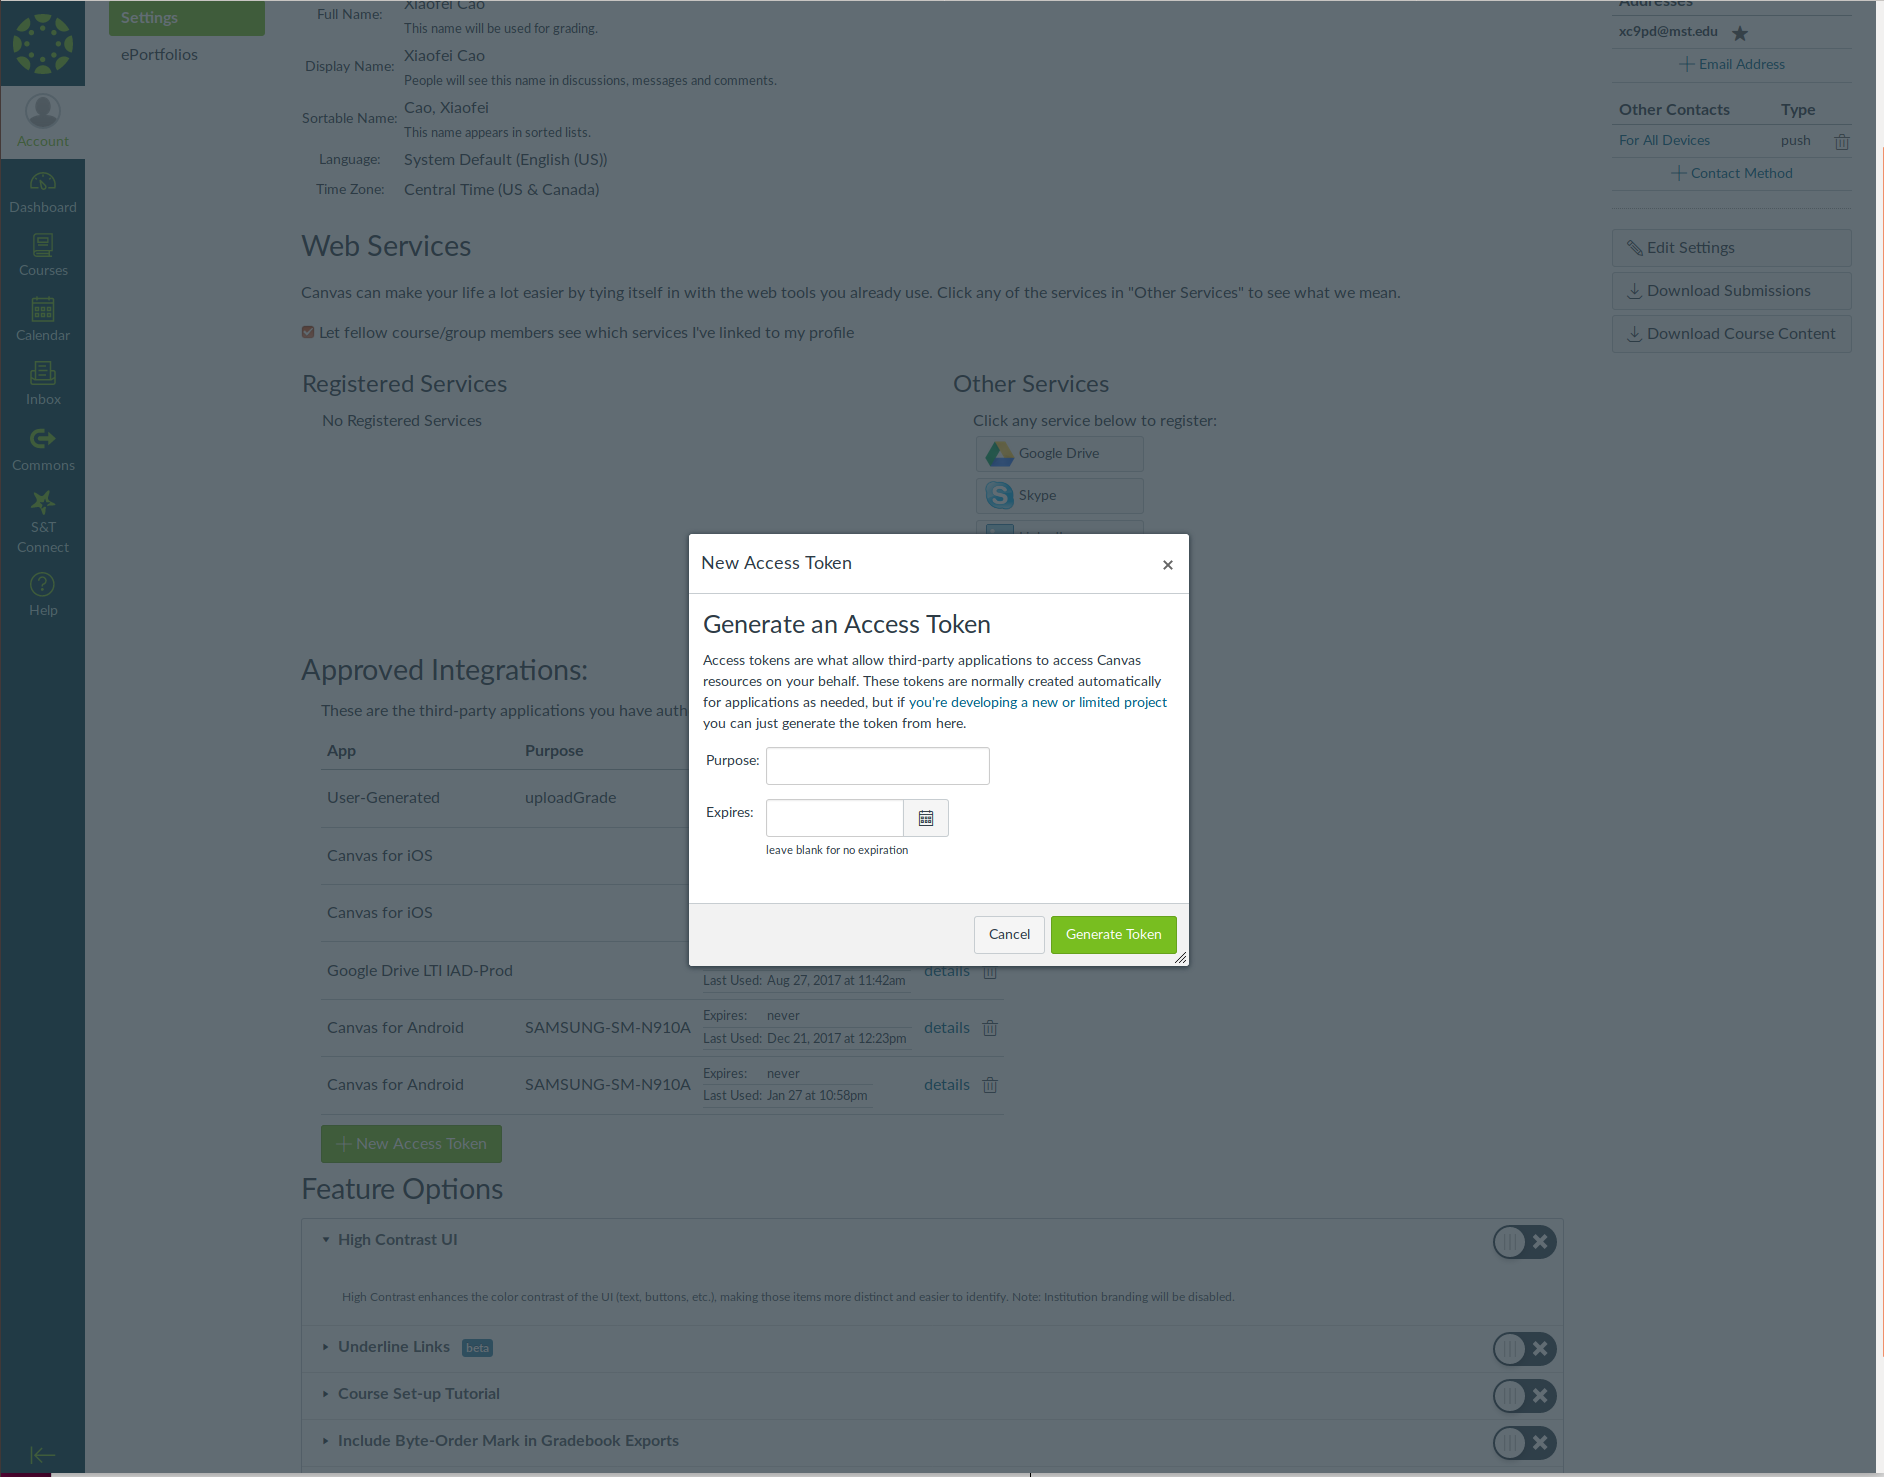 Settings
ePortfolios
Account
Dashboard
Courses
Calendar
Inbox
Commons
S&T
Connect
Help
Full Name: Xiaofei Cao
This name will be used for grading.
Display Name: Xiaofei Cao
People will see this name in discussions, messages and comments.
Sortable Name: Cao, Xiaofei
This name appears in sorted lists.
Language: System Default (English (US))
Time Zone: Central Time (US & Canada)
Web Services
Canvas can make your life a lot easier by tying itself in with the web tools you already use. Click any of the services in "Other Services" to see what we mean.
Let fellow course/group members see which services I've linked to my profile
Registered Services
No Registered Services
Other Services
Click any service below to register:
Google Drive
Skype
Approved Integrations:
These are the third-party applications you have auth
App Purpose
User-Generated uploadGrade
Canvas for iOS
Canvas for iOS
Google Drive LTI IAD-Prod details
Last Used: Aug 27, 2017 at 11:42am
Canvas for Android SAMSUNG-SM-N910A Expires: never details
Last Used: Dec 21, 2017 at 12:23pm
Canvas for Android SAMSUNG-SM-N910A Expires: never details
Last Used: Jan 27 at 10:58pm
New Access Token
Feature Options
High Contrast UI
High Contrast enhances the color contrast of the UI (text, buttons, etc.), making those items more distinct and easier to identify. Note: Institution branding will be disabled.
Underline Links beta
Course Set-up Tutorial
Include Byte-Order Mark in Gradebook Exports
New Access Token
Generate an Access Token
Access tokens are what allow third-party applications to access Canvas
resources on your behalf. These tokens are normally created automatically
for applications as needed, but if you're developing a new or limited project
you can just generate the token from here.
Purpose:
Expires:
leave blank for no expiration
Cancel Generate Token
Addresses
xc9pd@mst.edu
Email Address
Other Contacts Type
For All Devices push
Contact Method
Edit Settings
Download Submissions
Download Course Content